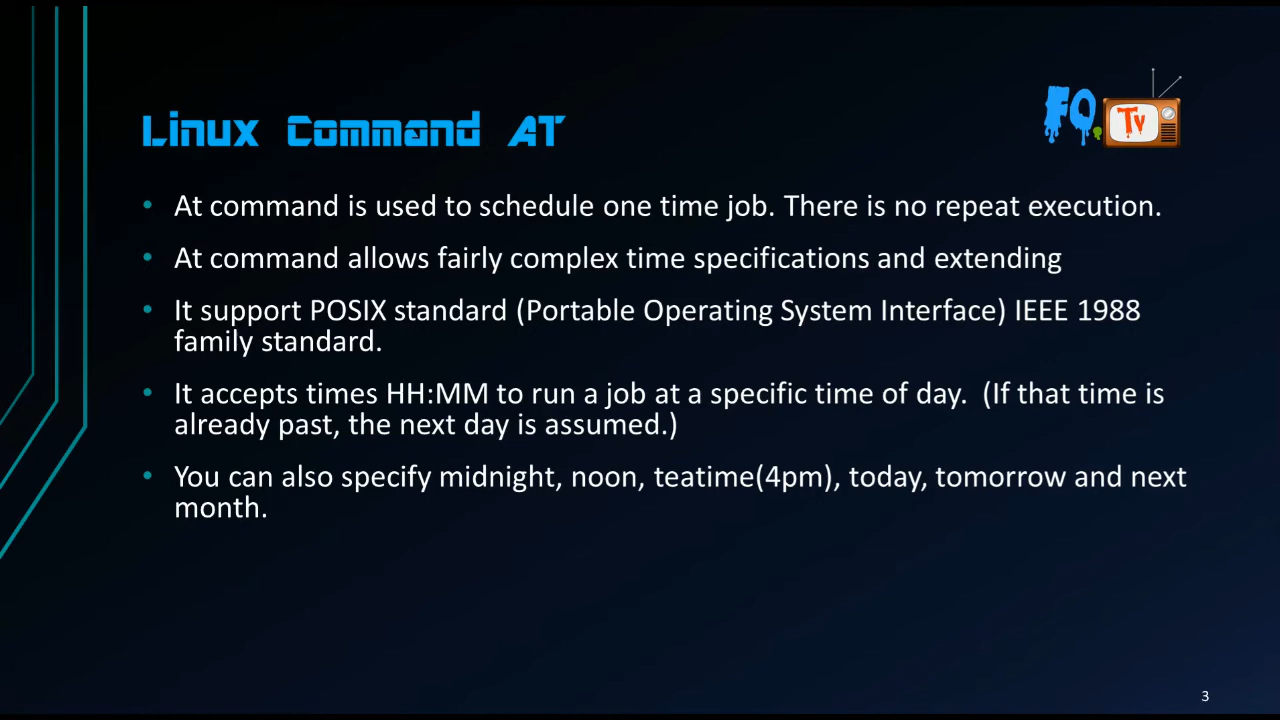 Linux Command AT
FQ.
Tv
• At command is used to schedule one time job. There is no repeat execution.
• At command allows fairly complex time specifications and extending
• It support POSIX standard (Portable Operating System Interface) IEEE 1988
family standard.
• It accepts times HH:MM to run a job at a specific time of day.  (If that time is
already past, the next day is assumed.)
• You can also specify midnight, noon, teatime(4pm), today, tomorrow and next
month.
3